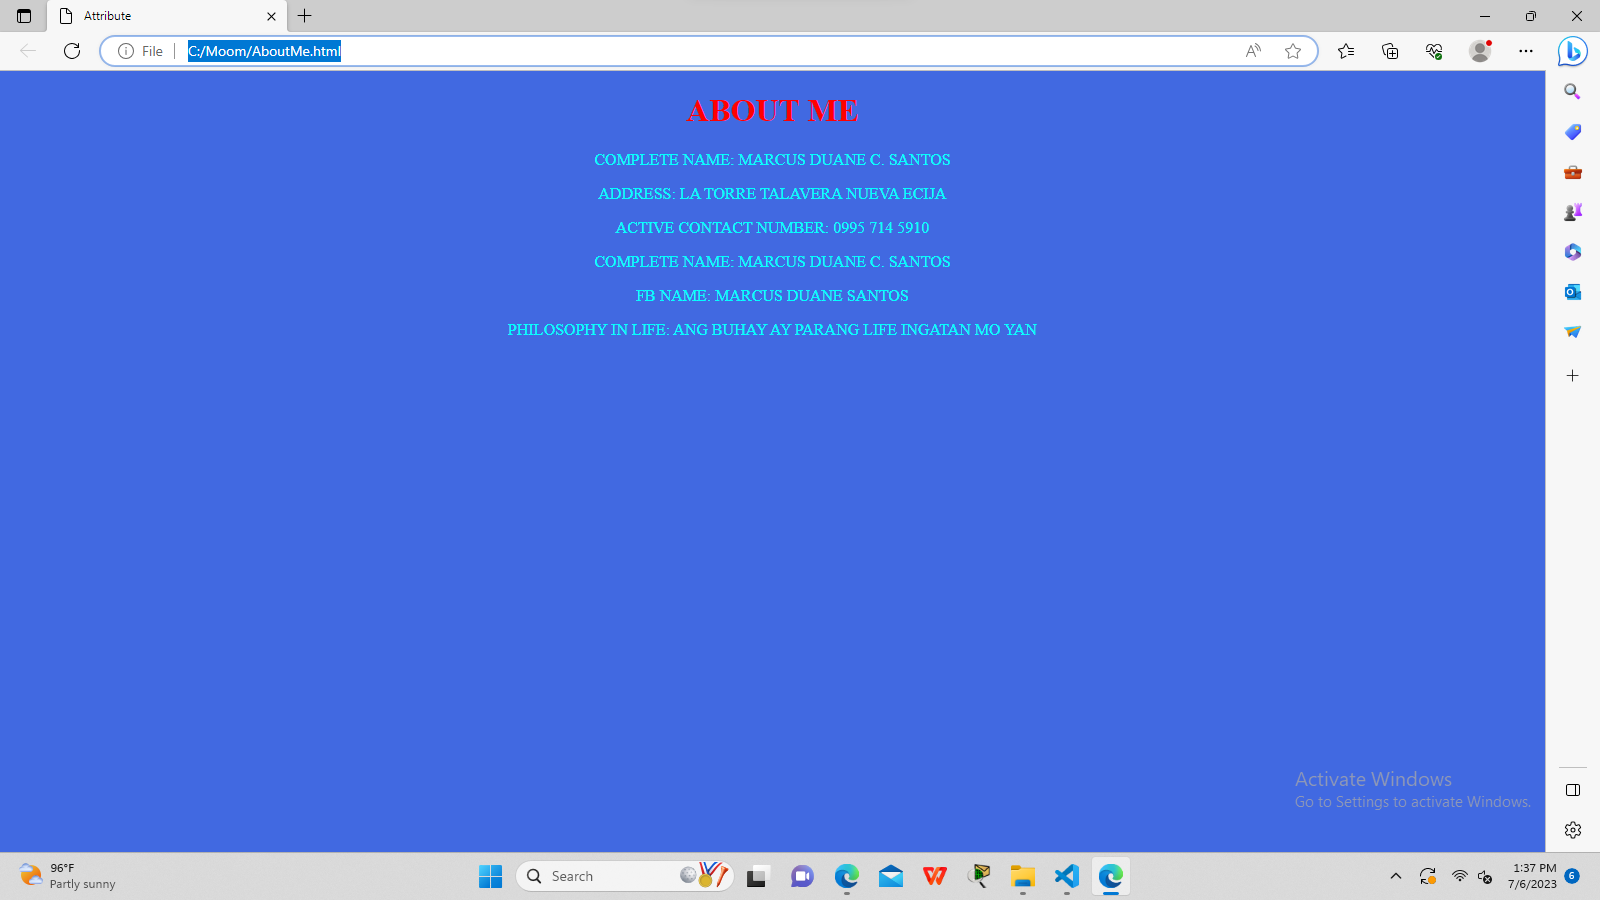 Attribute
File
C:/Moom/AboutMe.html
ABOUT ME
COMPLETE NAME: MARCUS DUANE C. SANTOS
ADDRESS: LA TORRE TALAVERA NUEVA ECIJA
ACTIVE CONTACT NUMBER: 0995 714 5910
COMPLETE NAME: MARCUS DUANE C. SANTOS
FB NAME: MARCUS DUANE SANTOS
PHILOSOPHY IN LIFE: ANG BUHAY AY PARANG LIFE INGATAN MO YAN
Activate Windows
Go to Settings to activate Windows.
96°F
Partly sunny
Search
1:37 PM
7/6/2023
6